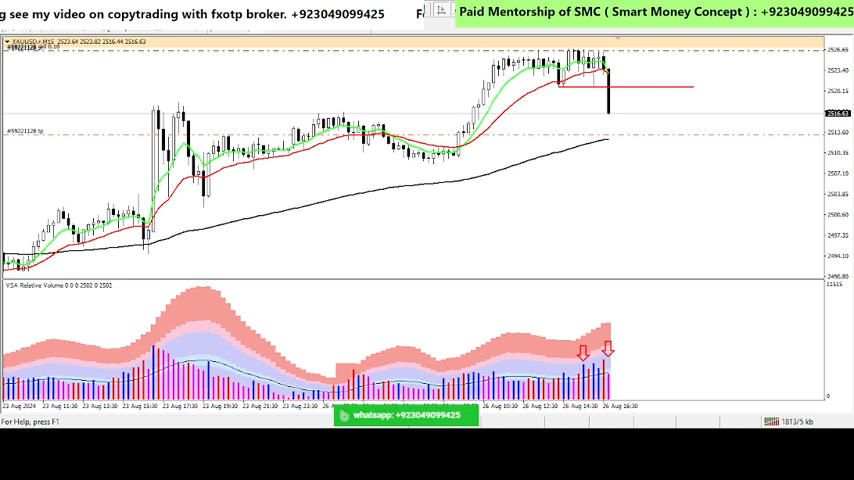 g see my video on copytrading with fxotp broker. +923049099425
Paid Mentorship of SMC ( Smart Money Concept ) : +923049099425
XAUUSD.r,M15 2523.64 2523.82 2516.44 2516.63
#59221128 tp
2526.65
2523.40
2520.15
2516.63
2513.60
2510.35
2507.10
2503.85
2500.60
2497.35
2494.10
2490.80
VSA Relative Volume 0 0 0 2502 0 2502
11515
0
23 Aug 2024 23 Aug 11:30 23 Aug 13:30 23 Aug 15:30 23 Aug 17:30 23 Aug 19:30 23 Aug 21:30 23 Aug 23:30 26 Aug 10:30 26 Aug 12:30 26 Aug 14:30 26 Aug 16:30
whatsapp: +923049099425
For Help, press F1
1813/5 kb